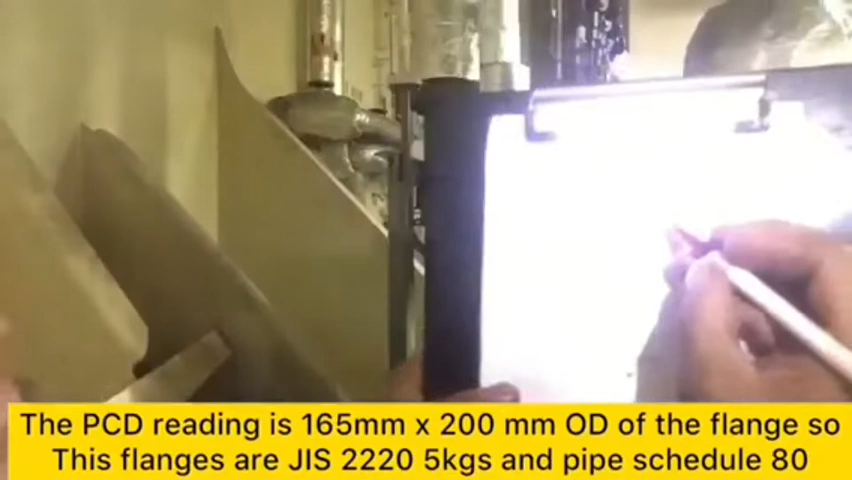 The PCD reading is 165mm x 200 mm OD of the flange so
This flanges are JIS 2220 5kgs and pipe schedule 80